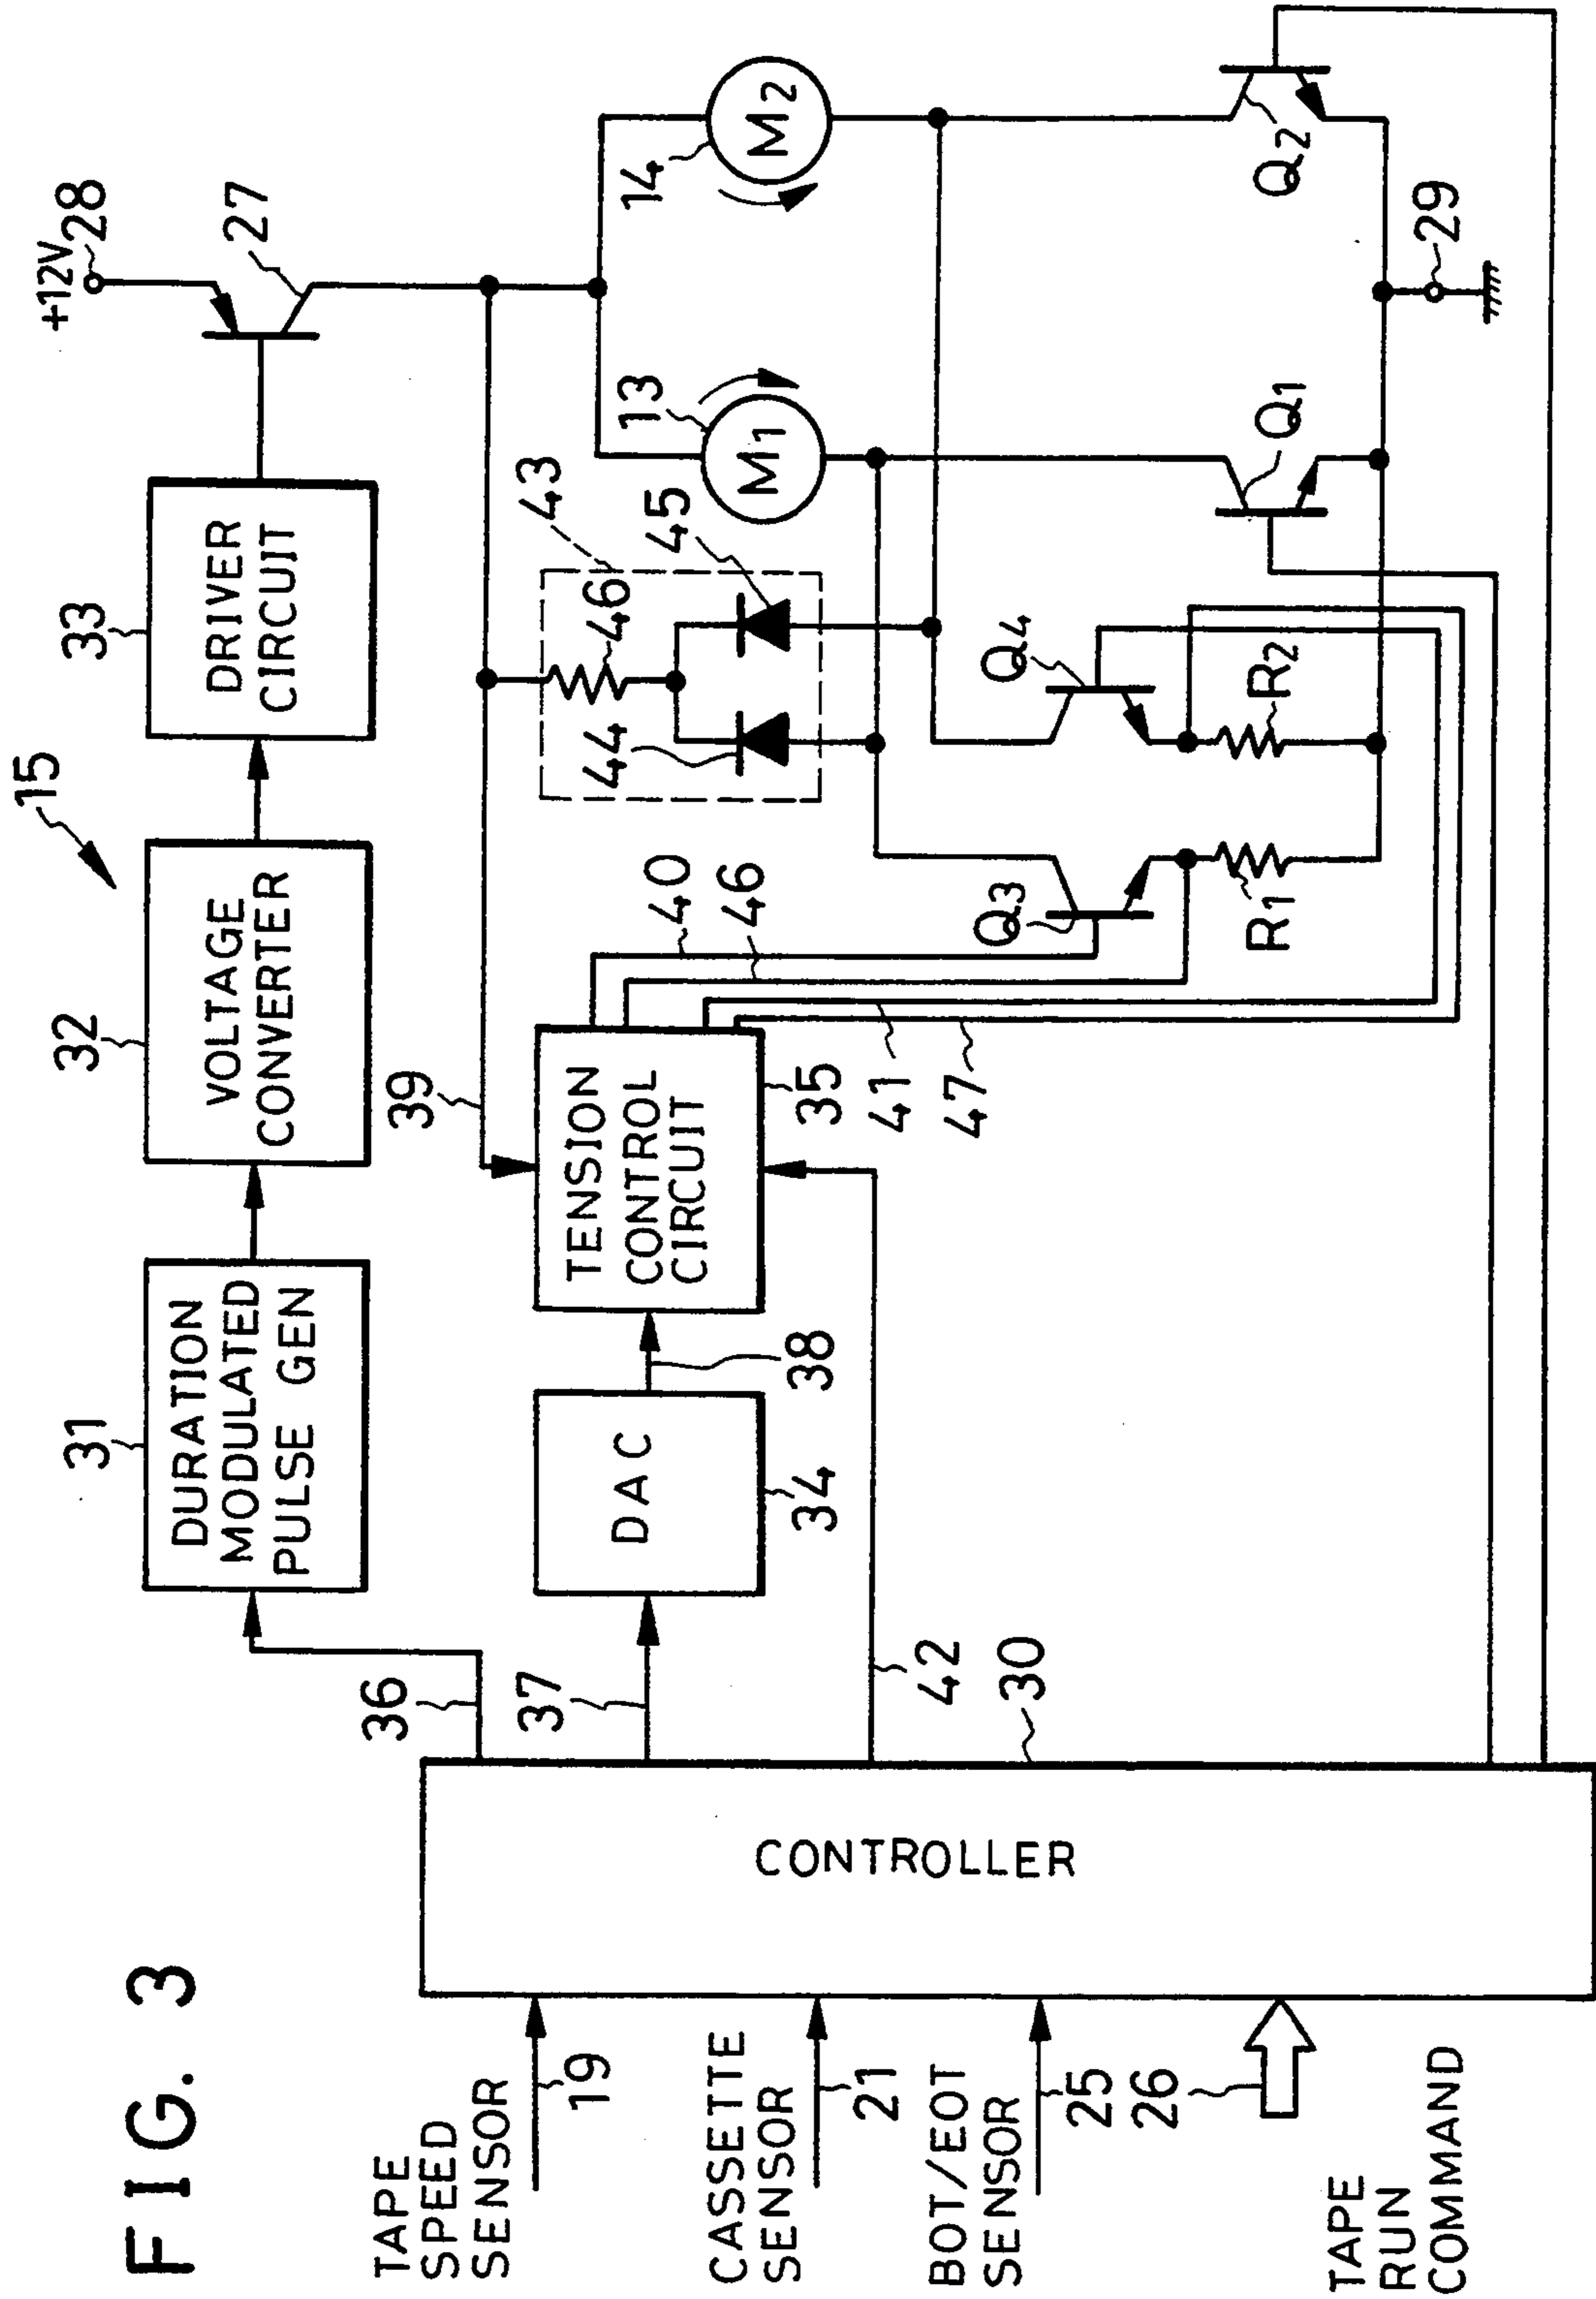 FIG. 3
15
31
DURATION
MODULATED
PULSE GEN
32
VOLTAGE
CONVERTER
33
DRIVER
CIRCUIT
+12V
28
27
36
37
34
DAC
38
39
TENSION
CONTROL
CIRCUIT
35
40
46
41
47
43
46
44
45
13
M1
14
M2
Q3
R1
Q4
R2
Q1
Q2
29
42
30
CONTROLLER
TAPE
SPEED
SENSOR
19
CASSETTE
SENSOR
21
BOT/EOT
SENSOR
25
26
TAPE
RUN
COMMAND